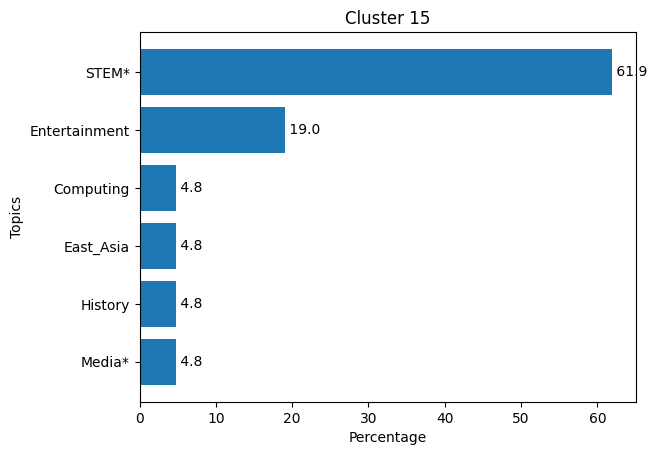 Cluster 15
STEM* 61.9
Entertainment 19.0
Computing 4.8
East_Asia 4.8
History 4.8
Media* 4.8
Topics
0 10 20 30 40 50 60
Percentage